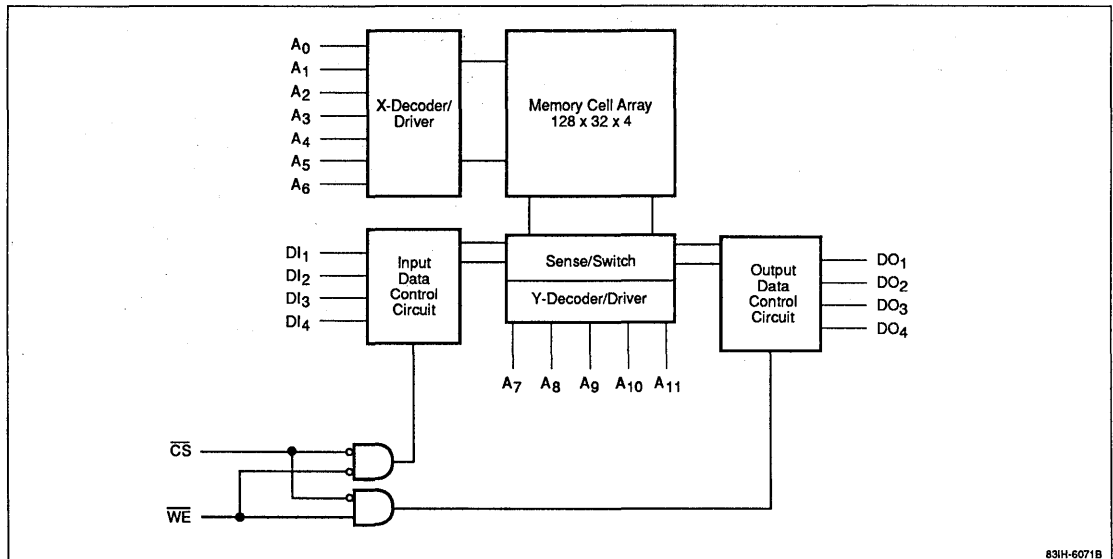 A0
A1
A2
A3
A4
A5
A6
X-Decoder/
Driver
Memory Cell Array
128 x 32 x 4
DI1
DI2
DI3
DI4
Input
Data
Control
Circuit
Sense/Switch
Y-Decoder/Driver
A7 A8 A9 A10 A11
Output
Data
Control
Circuit
DO1
DO2
DO3
DO4
C̅S̅
W̅E̅
83IH-6071B